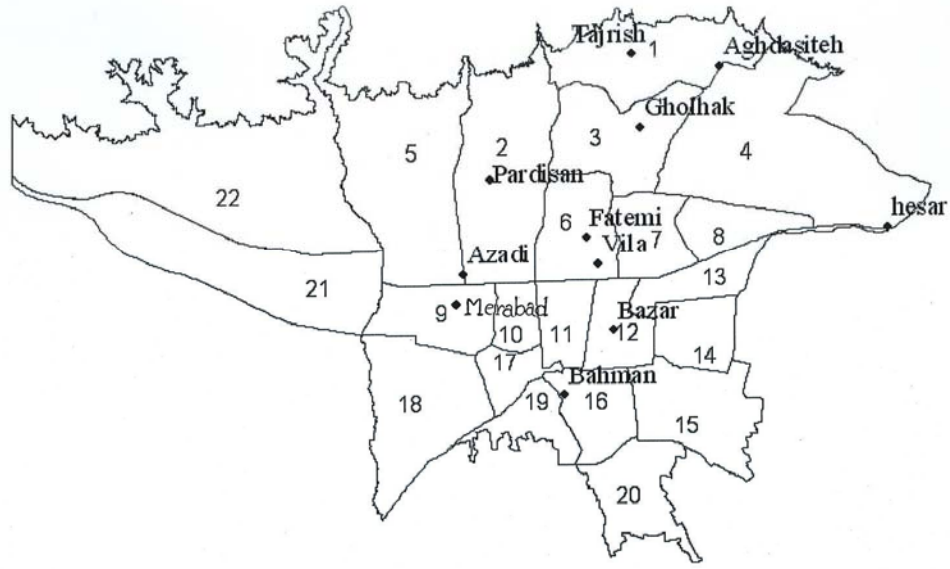 Tajrish
1
Aghdasiteh
Gholhak
3
5
2
4
Pardisan
22
hesar
6
Fatemi
Vila
7
8
Azadi
13
21
9
Merabad
Bazar
10
11
12
14
17
Bahman
18
19
16
15
20